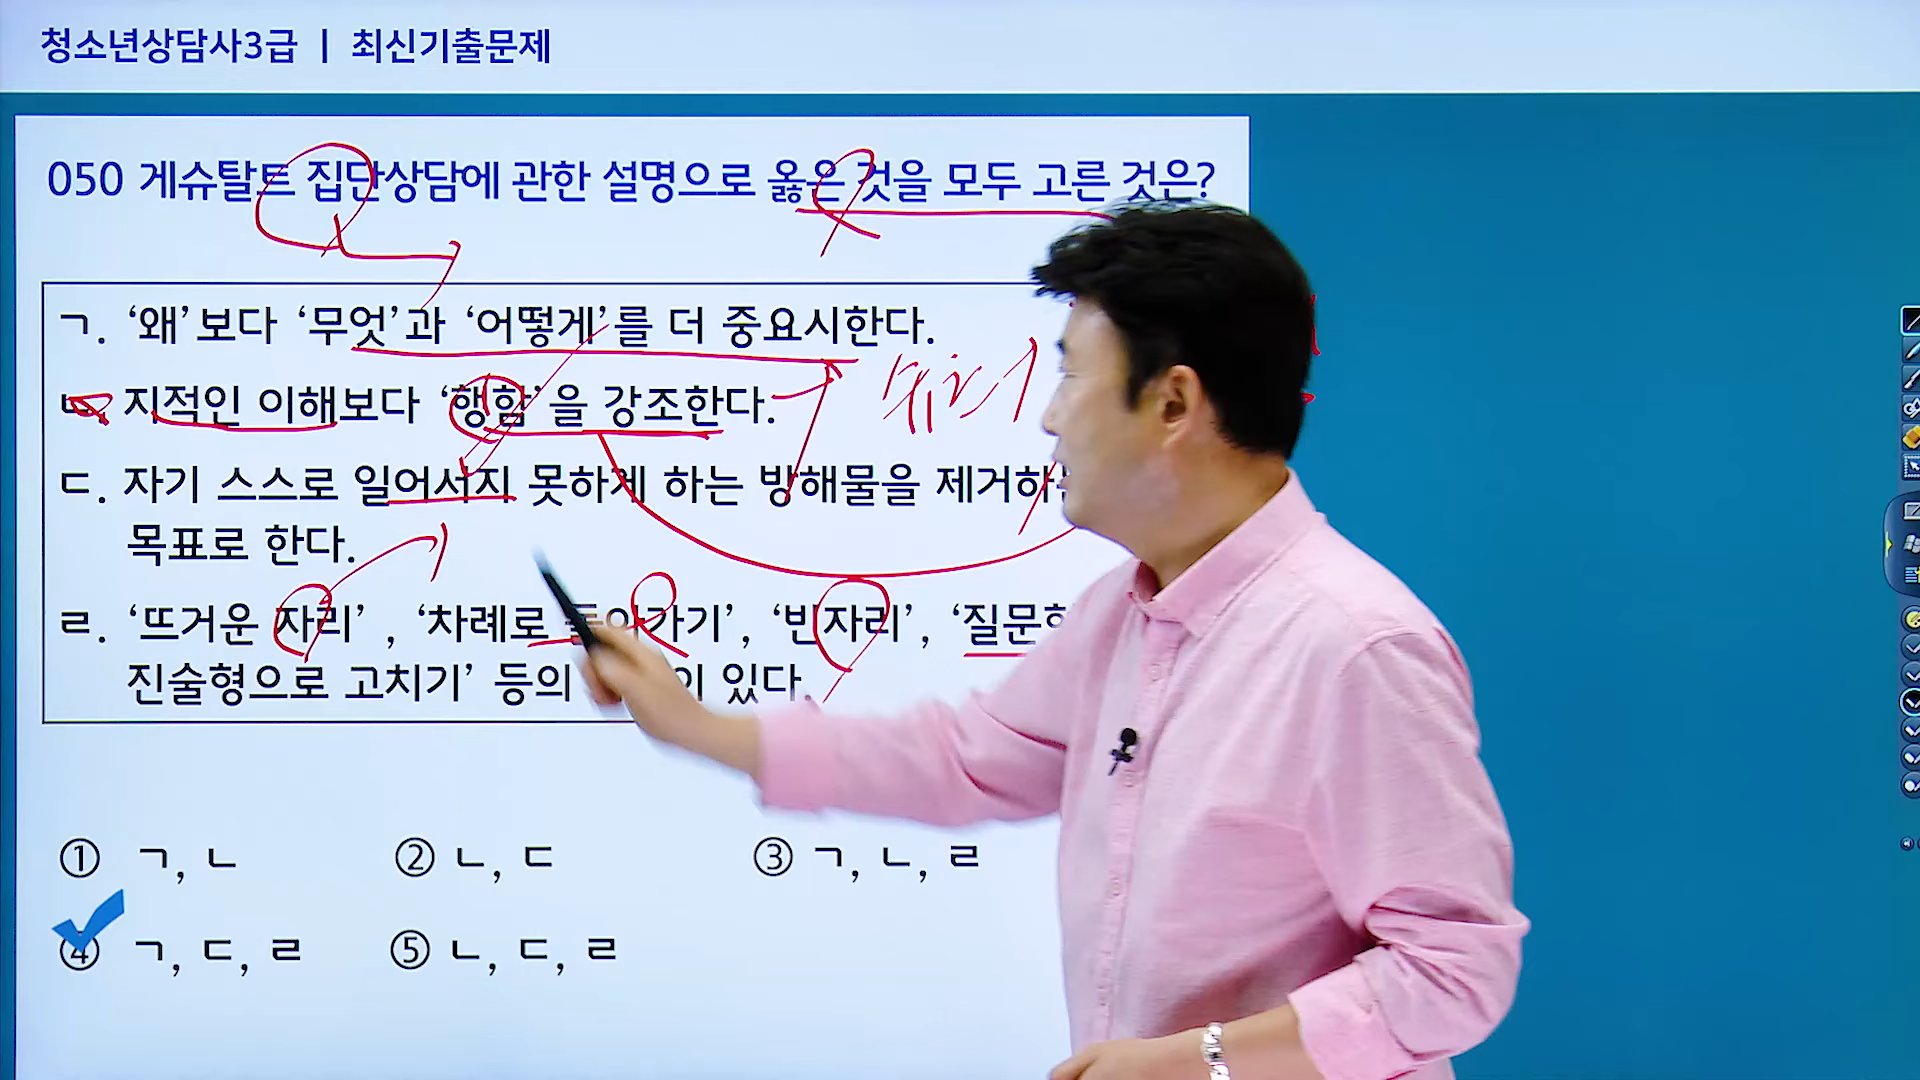 청소년상담사3급 | 최신기출문제
050 게슈탈트 집단상담에 관한 설명으로 옳은 것을 모두 고른 것은?
ㄱ. ‘왜’보다 ‘무엇’과 ‘어떻게’를 더 중요시한다.
ㄴ. 지적인 이해보다 ‘행함’을 강조한다.
ㄷ. 자기 스스로 일어서지 못하게 하는 방해물을 제거하
목표로 한다.
ㄹ. ‘뜨거운 자리’, ‘차례로 돌아가기’, ‘빈자리’, ‘질문
진술형으로 고치기’ 등의 이 있다.
① ㄱ, ㄴ ② ㄴ, ㄷ ③ ㄱ, ㄴ, ㄹ
④ ㄱ, ㄷ, ㄹ ⑤ ㄴ, ㄷ, ㄹ